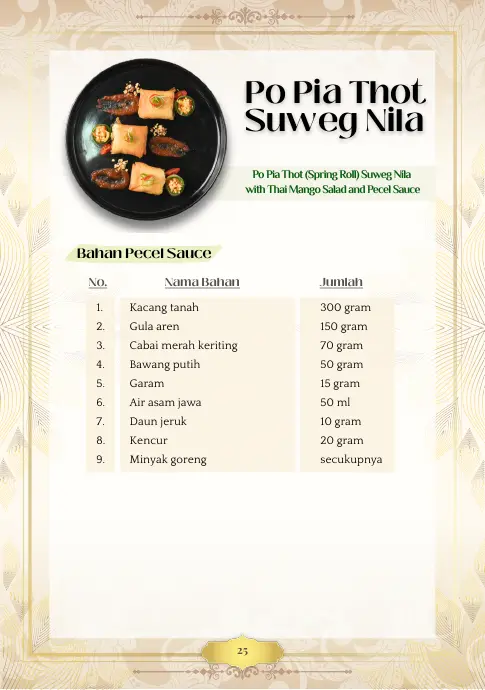 Po Pia Thot
Suweg Nila
Po Pia Thot (Spring Roll) Suweg Nila
with Thai Mango Salad and Pecel Sauce
Bahan Pecel Sauce
No. Nama Bahan Jumlah
1. Kacang tanah 300 gram
2. Gula aren 150 gram
3. Cabai merah keriting 70 gram
4. Bawang putih 50 gram
5. Garam 15 gram
6. Air asam jawa 50 ml
7. Daun jeruk 10 gram
8. Kencur 20 gram
9. Minyak goreng secukupnya
25